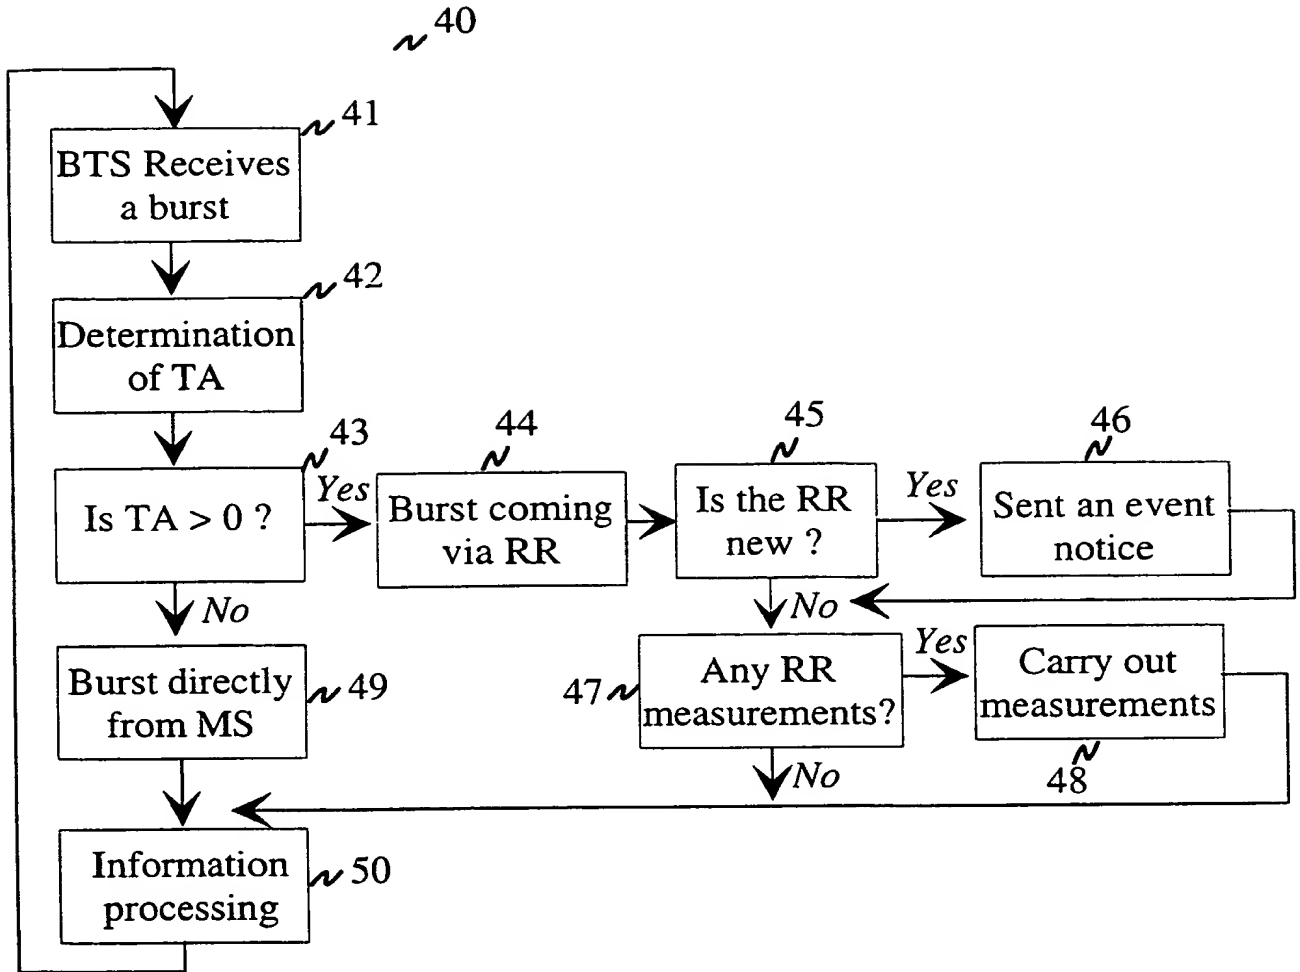 40
41
BTS Receives
a burst
42
Determination
of TA
43
Is TA > 0 ?
Yes
44
Burst coming
via RR
45
Is the RR
new ?
Yes
46
Sent an event
notice
No
No
Burst directly
from MS
49
47
Any RR
measurements?
Yes
Carry out
measurements
48
No
Information
processing
50